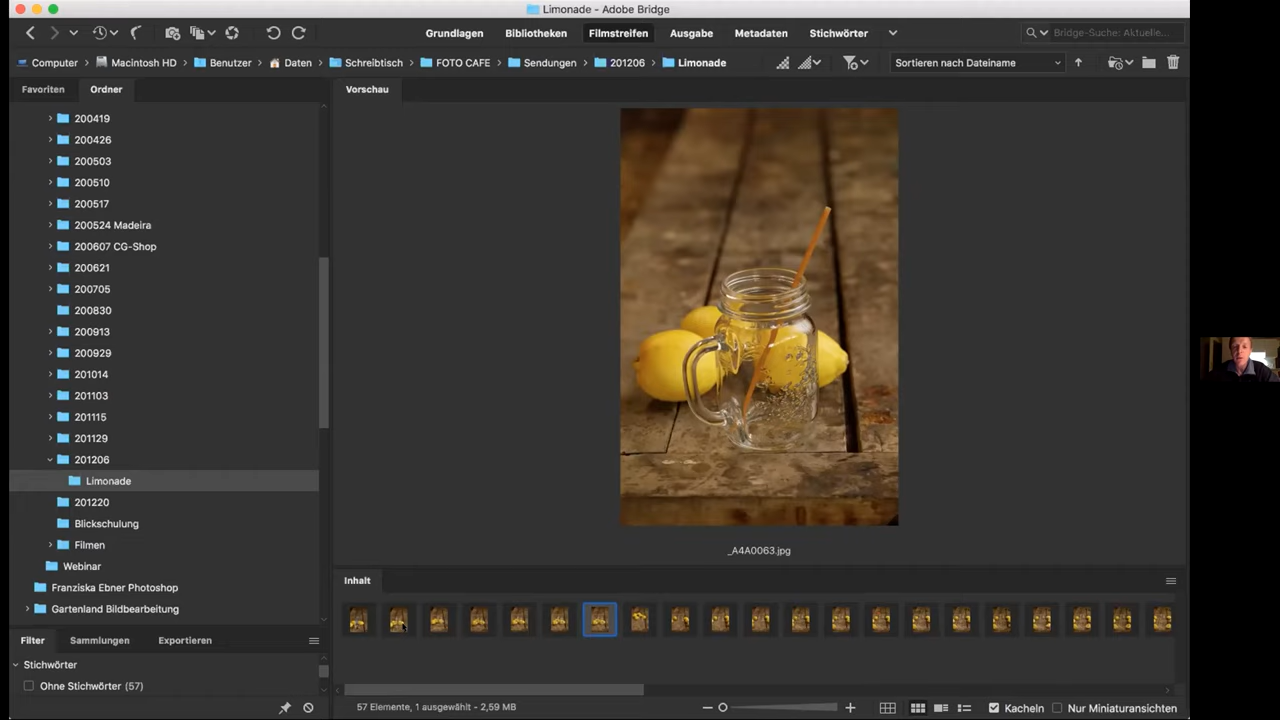 Limonade - Adobe Bridge
Grundlagen Bibliotheken Filmstreifen Ausgabe Metadaten Stichwörter Bridge-Suche: Aktuelle...
Computer Macintosh HD Benutzer Daten Schreibtisch FOTO CAFE Sendungen 201206 Limonade Sortieren nach Dateiname
Favoriten Ordner
Vorschau
200419
200426
200503
200510
200517
200524 Madeira
200607 CG-Shop
200621
200705
200830
200913
200929
201014
201103
201115
201129
201206
Limonade
201220
Blickschulung
Filmen
Webinar
Franziska Ebner Photoshop
Gartenland Bildbearbeitung
_A4A0063.jpg
Inhalt
Filter Sammlungen Exportieren
Stichwörter
Ohne Stichwörter (57)
57 Elemente, 1 ausgewählt - 2,59 MB
Kacheln Nur Miniaturansichten